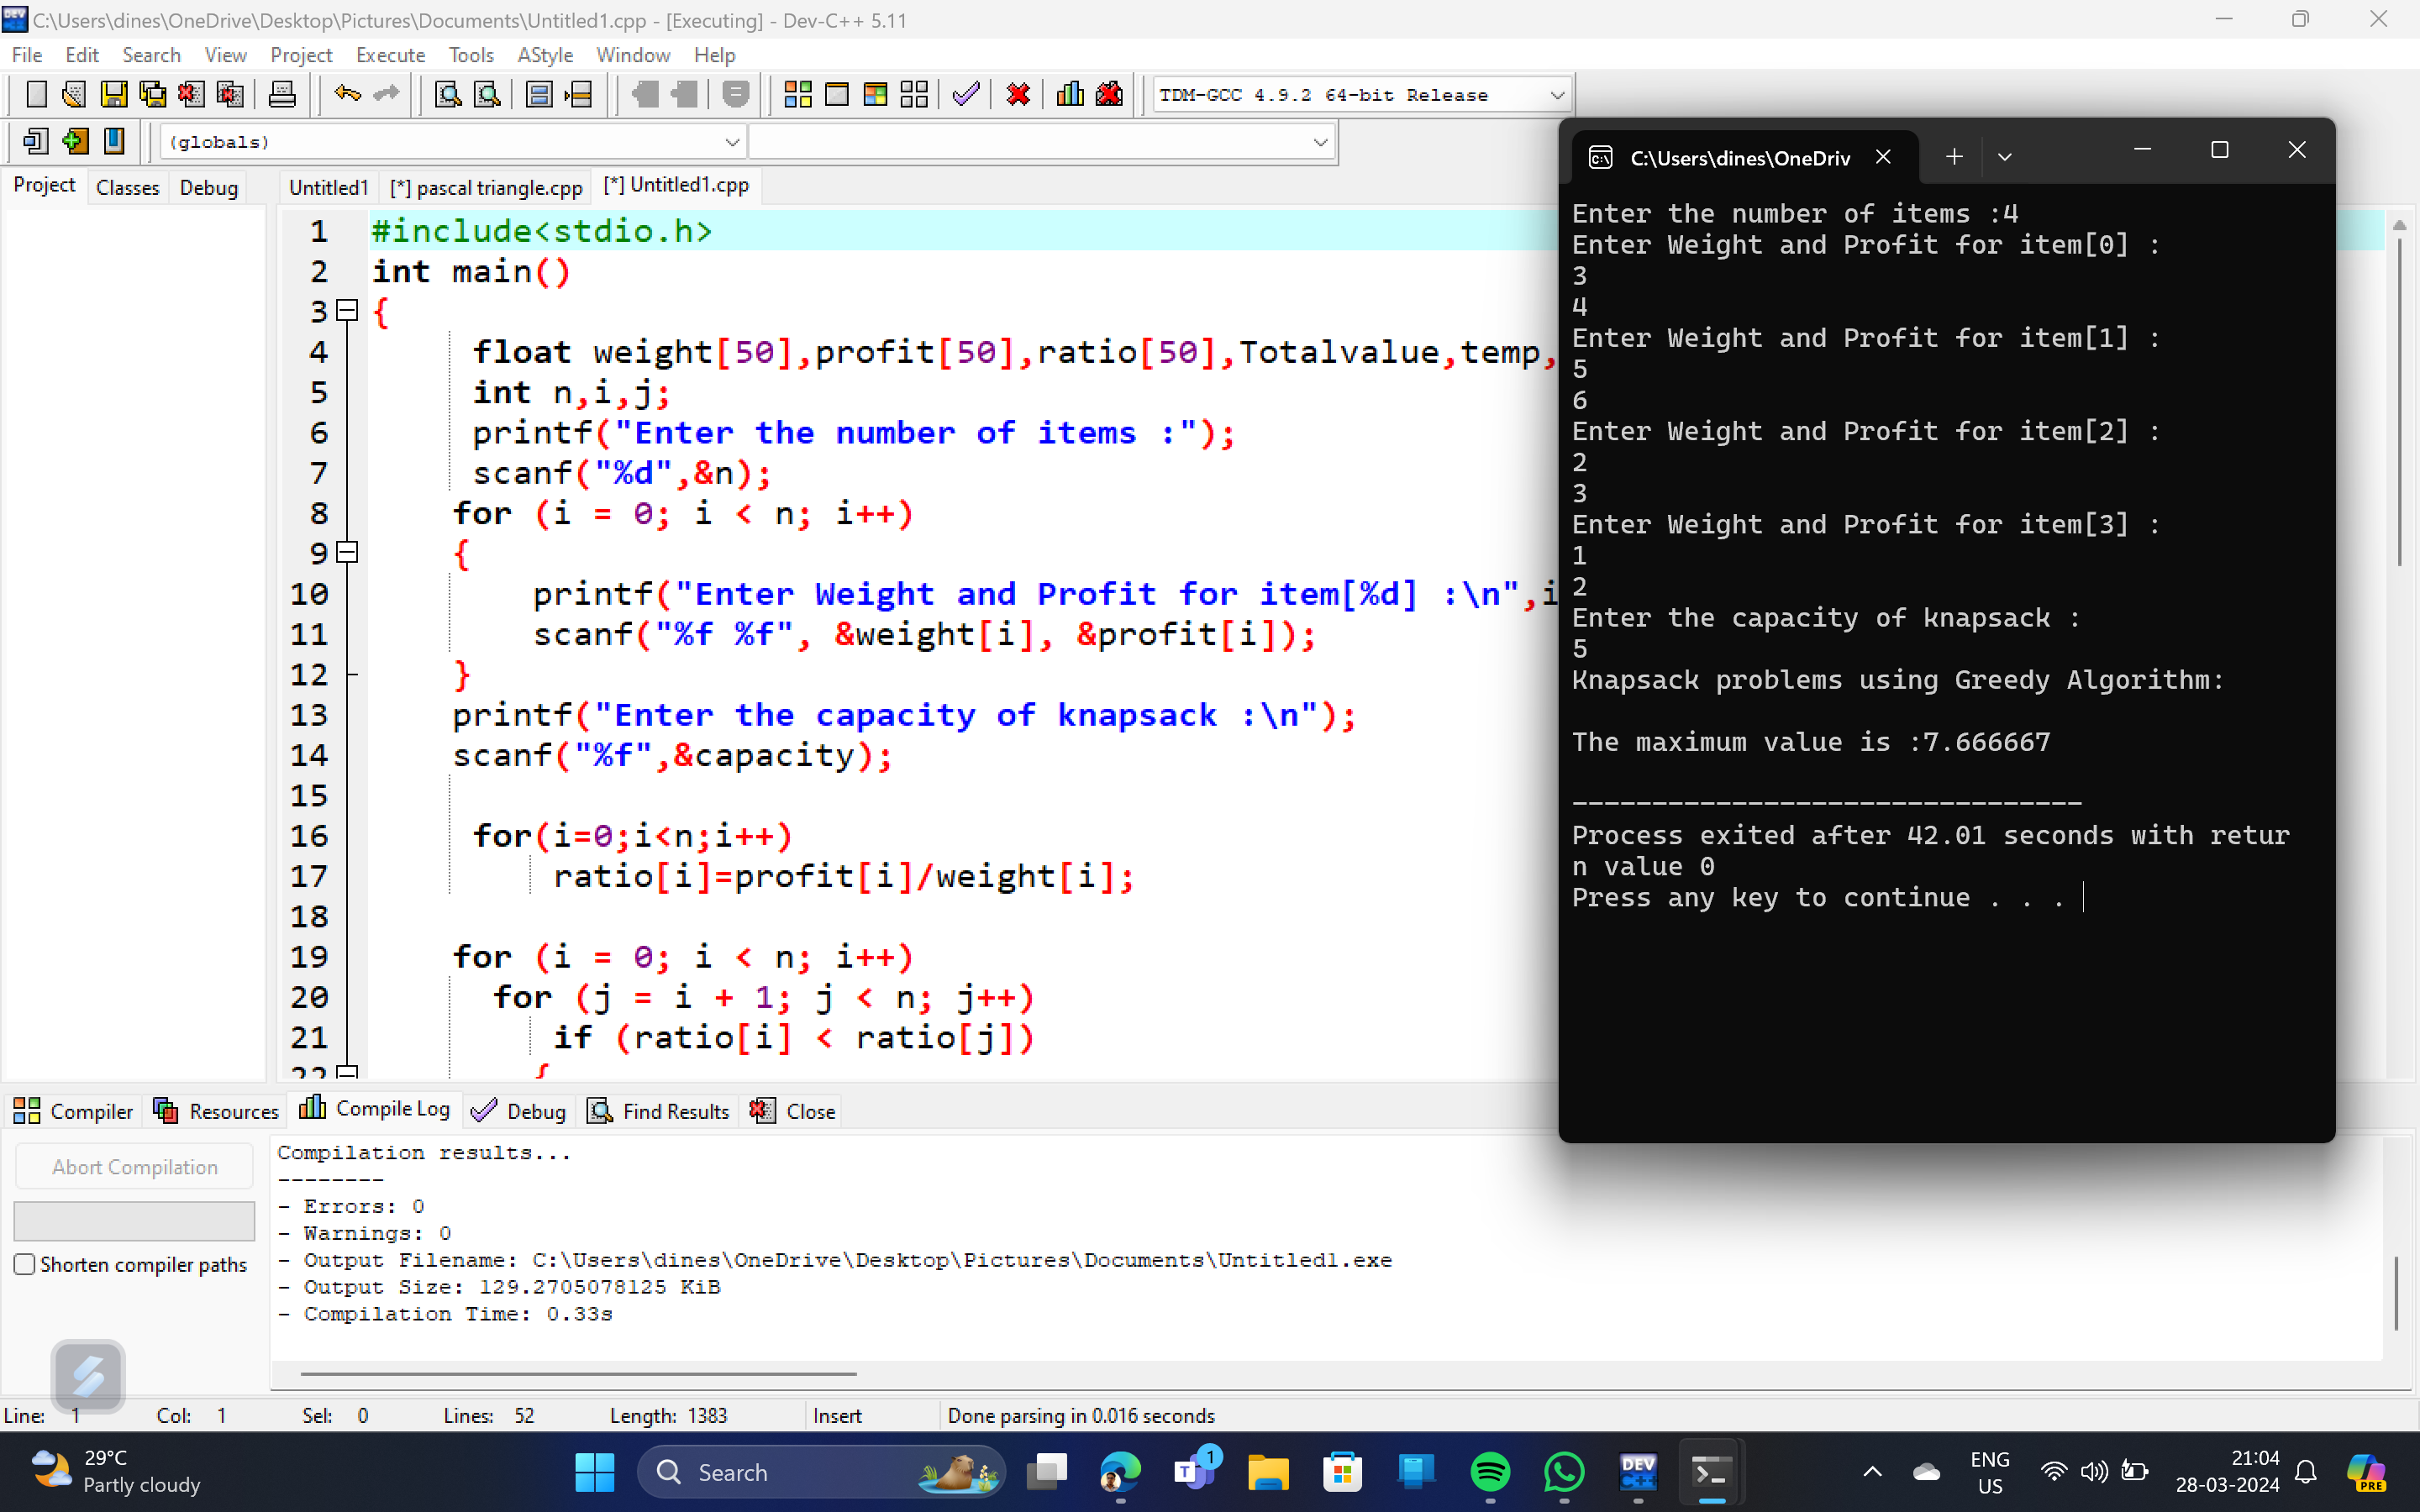 C:\Users\dines\OneDrive\Desktop\Pictures\Documents\Untitled1.cpp - [Executing] - Dev-C++ 5.11
File Edit Search View Project Execute Tools AStyle Window Help
TDM-GCC 4.9.2 64-bit Release
(globals)
Project Classes Debug
Untitled1 [*] pascal triangle.cpp [*] Untitled1.cpp
1 #include<stdio.h>
2 int main()
3 {
4 float weight[50],profit[50],ratio[50],Totalvalue,temp,
5 int n,i,j;
6 printf("Enter the number of items :");
7 scanf("%d",&n);
8 for (i = 0; i < n; i++)
9 {
10 printf("Enter Weight and Profit for item[%d] :\n",i
11 scanf("%f %f", &weight[i], &profit[i]);
12 }
13 printf("Enter the capacity of knapsack :\n");
14 scanf("%f",&capacity);
15
16 for(i=0;i<n;i++)
17 ratio[i]=profit[i]/weight[i];
18
19 for (i = 0; i < n; i++)
20 for (j = i + 1; j < n; j++)
21 if (ratio[i] < ratio[j])
22 {
C:\Users\dines\OneDriv
Enter the number of items :4
Enter Weight and Profit for item[0] :
3
4
Enter Weight and Profit for item[1] :
5
6
Enter Weight and Profit for item[2] :
2
3
Enter Weight and Profit for item[3] :
1
2
Enter the capacity of knapsack :
5
Knapsack problems using Greedy Algorithm:
The maximum value is :7.666667
--------------------------------
Process exited after 42.01 seconds with retur
n value 0
Press any key to continue . . .
Compiler Resources Compile Log Debug Find Results Close
Abort Compilation
Shorten compiler paths
Compilation results...
--------
- Errors: 0
- Warnings: 0
- Output Filename: C:\Users\dines\OneDrive\Desktop\Pictures\Documents\Untitled1.exe
- Output Size: 129.2705078125 KiB
- Compilation Time: 0.33s
Line: 1 Col: 1 Sel: 0 Lines: 52 Length: 1383 Insert Done parsing in 0.016 seconds
29°C
Partly cloudy
Search
T
1
DEV
C++
ENG
US
21:04
28-03-2024
PRE